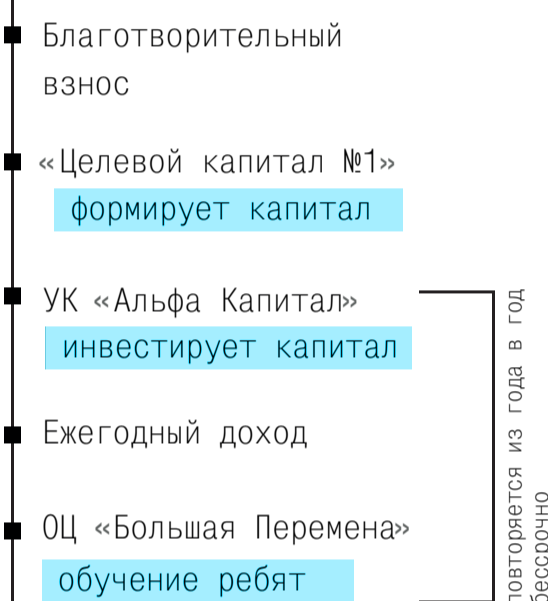 Благотворительный
взнос
«Целевой капитал №1»
формирует капитал
УК «Альфа Капитал»
инвестирует капитал
Ежегодный доход
ОЦ «Большая Перемена»
обучение ребят
повторяется из года в год
бессрочно